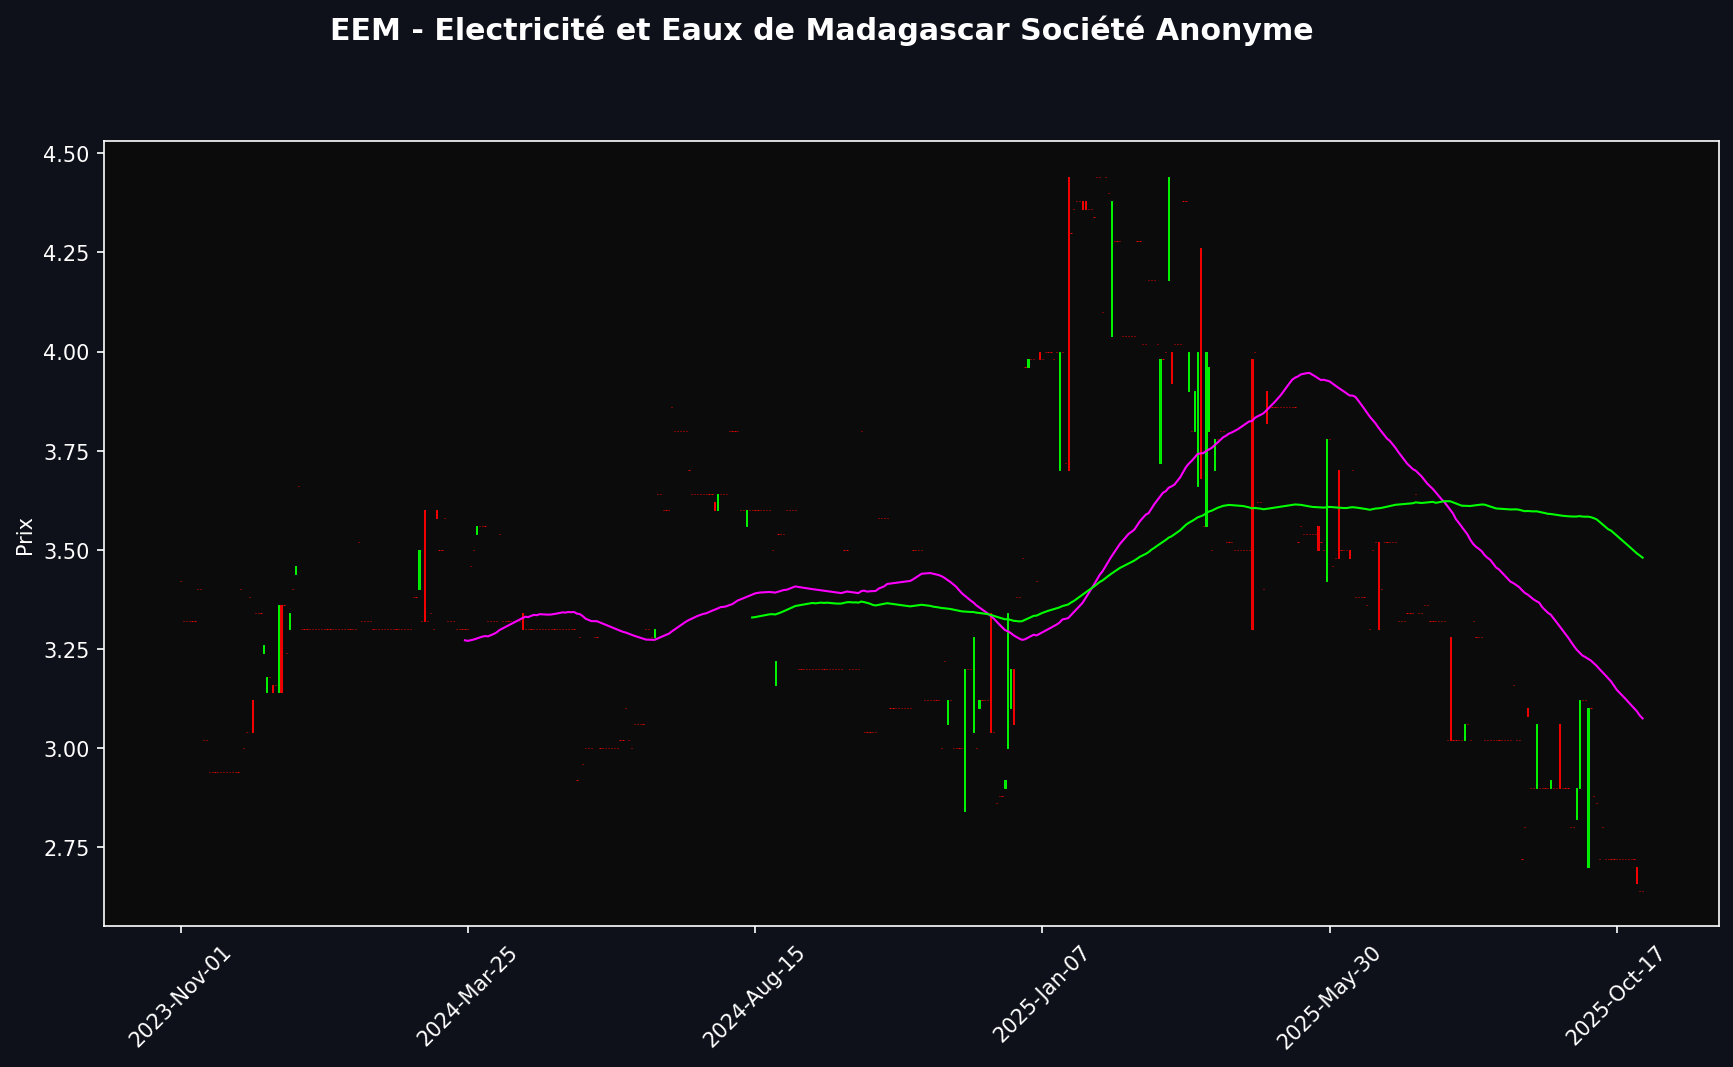 EEM - Electricité et Eaux de Madagascar Société Anonyme
4.50
4.25
4.00
3.75
3.50
3.25
3.00
2.75
Prix
2023-Nov-01
2024-Mar-25
2024-Aug-15
2025-Jan-07
2025-May-30
2025-Oct-17